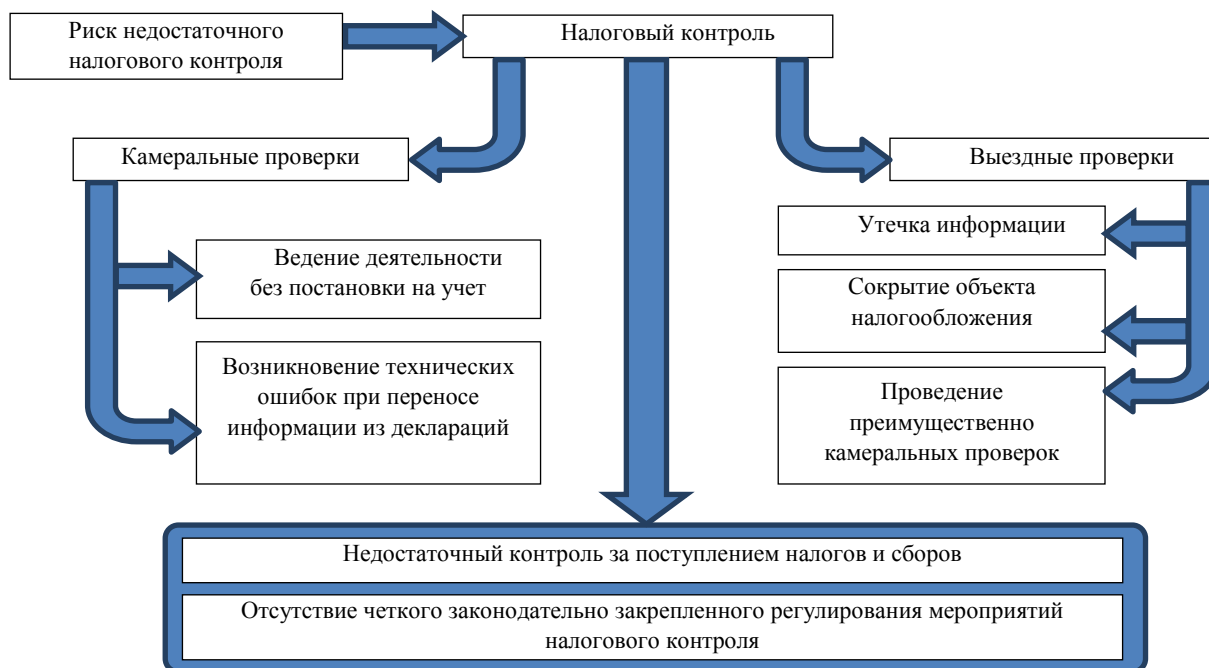 Риск недостаточного
налогового контроля
Налоговый контроль
Камеральные проверки
Выездные проверки
Ведение деятельности
без постановки на учет
Возникновение технических
ошибок при переносе
информации из деклараций
Утечка информации
Сокрытие объекта
налогообложения
Проведение
преимущественно
камеральных проверок
Недостаточный контроль за поступлением налогов и сборов
Отсутствие четкого законодательно закрепленного регулирования мероприятий
налогового контроля